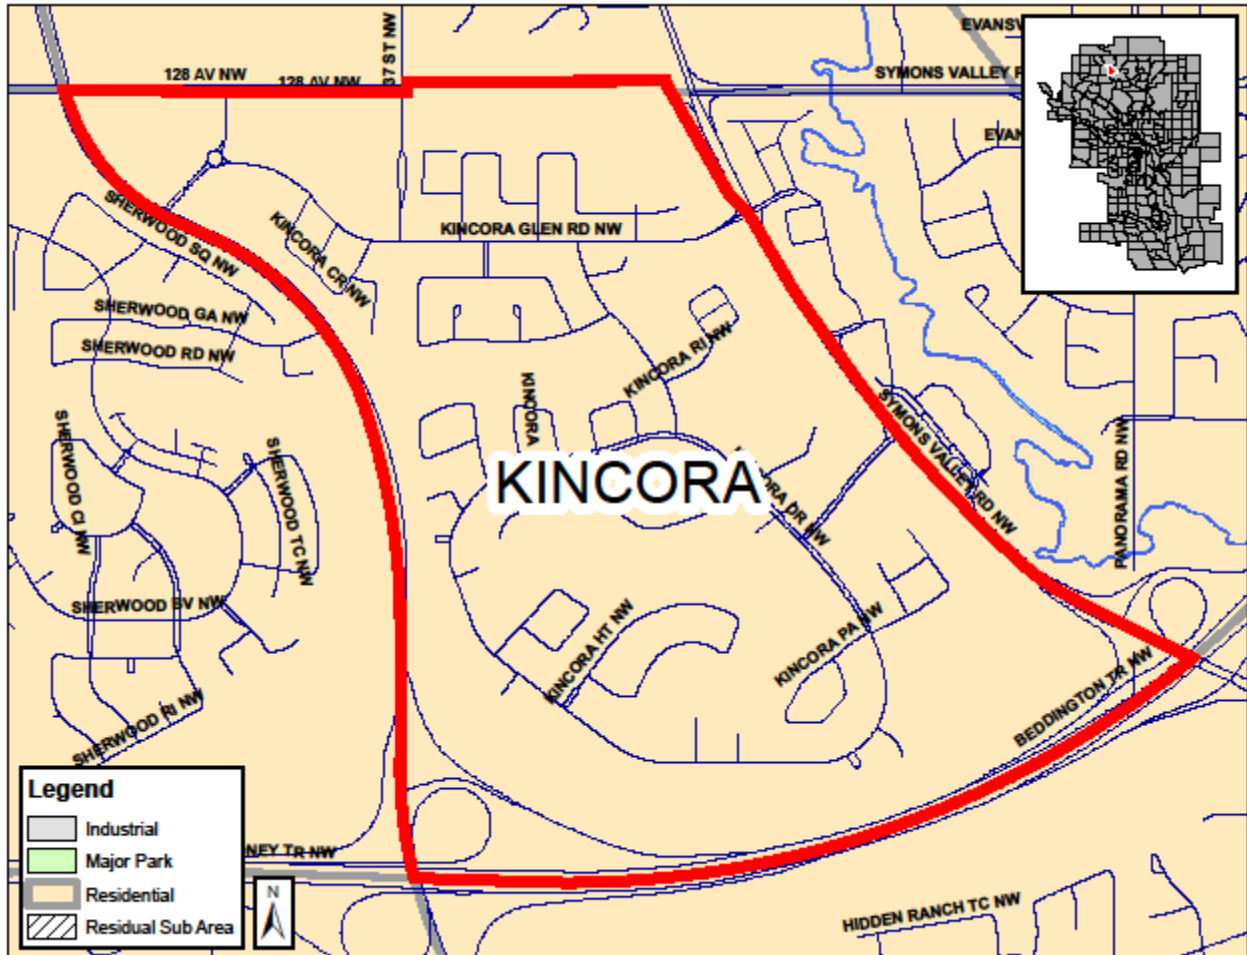 EVANSV
37 ST NW
128 AV NW
128 AV NW
SYMONS VALLEY R
EVAN
SHERWOOD SQ NW
KINCORA CR NW
KINCORA GLEN RD NW
SHERWOOD GA NW
SHERWOOD RD NW
KINCORA RI NW
KINCORA
SYMONS VALLEY RD NW
SHERWOOD CI NW
SHERWOOD TC NW
KINCORA
ORA DR NW
PANORAMA RD NW
SHERWOOD BV NW
KINCORA HT NW
KINCORA PA NW
BEDDINGTON TR NW
SHERWOOD RI NW
NEY TR NW
HIDDEN RANCH TC NW
Legend
Industrial
Major Park
Residential
Residual Sub Area
N